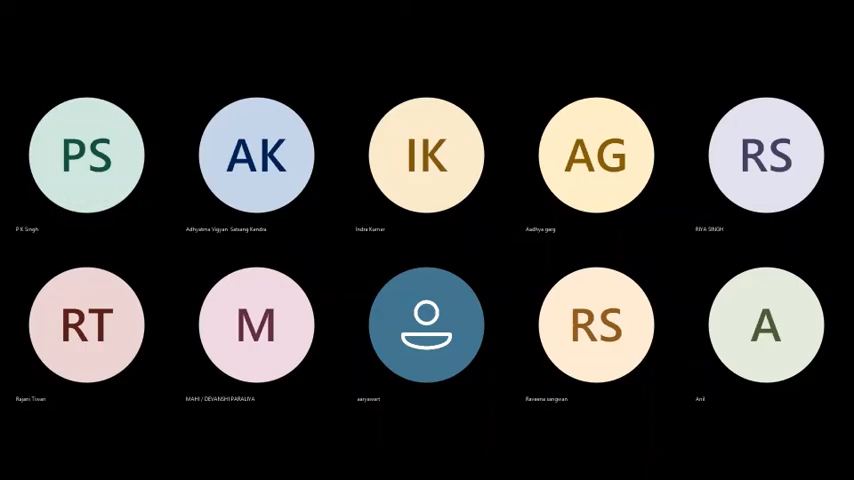 PS
AK
IK
AG
RS
P K Singh
Adhyatma Vigyan Satsang Kendra
Indra Kumar
Aadhya garg
RIYA SINGH
RT
M
RS
A
Rajani Tiwari
MAHI / DEVANSHI PARALIYA
aaryawart
Raveena sangwan
Anil